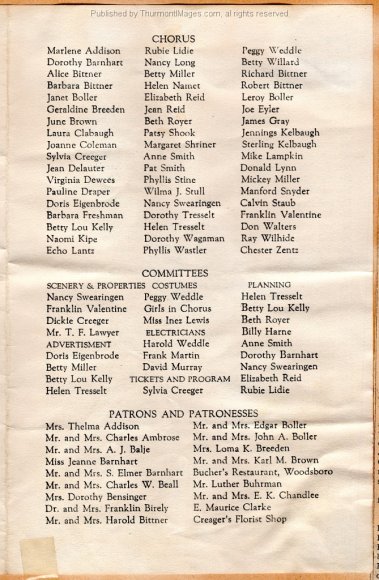 Published by ThurmontImages.com, all rights reserved.
CHORUS
Marlene Addison Rubie Lidie Peggy Weddle
Dorothy Barnhart Nancy Long Betty Willard
Alice Bittner Betty Miller Richard Bittner
Barbara Bittner Helen Namet Robert Bittner
Janet Boller Elizabeth Reid Leroy Boller
Geraldine Breeden Jean Reid Joe Eyler
June Brown Beth Royer James Gray
Laura Clabaugh Patsy Shook Jennings Kelbaugh
Joanne Coleman Margaret Shriner Sterling Kelbaugh
Sylvia Creeger Anne Smith Mike Lampkin
Jean Delauter Pat Smith Donald Lynn
Virginia Dewees Phyllis Stine Mickey Miller
Pauline Draper Wilma J. Stull Manford Snyder
Doris Eigenbrode Nancy Swearingen Calvin Staub
Barbara Freshman Dorothy Tresselt Franklin Valentine
Betty Lou Kelly Helen Tresselt Don Walters
Naomi Kipe Dorothy Wagaman Ray Wilhide
Echo Lantz Phyllis Wastler Chester Zentz
COMMITTEES
SCENERY & PROPERTIES COSTUMES PLANNING
Nancy Swearingen Peggy Weddle Helen Tresselt
Franklin Valentine Girls in Chorus Betty Lou Kelly
Dickie Creeger Miss Inez Lewis Beth Royer
Mr. T. F. Lawyer ELECTRICIANS Billy Harne
ADVERTISMENT Harold Weddle Anne Smith
Doris Eigenbrode Frank Martin Dorothy Barnhart
Betty Miller David Murray Nancy Swearingen
Betty Lou Kelly TICKETS AND PROGRAM Elizabeth Reid
Helen Tresselt Sylvia Creeger Rubie Lidie
PATRONS AND PATRONESSES
Mrs. Thelma Addison Mr. and Mrs. Edgar Boller
Mr. and Mrs. Charles Ambrose Mr. and Mrs. John A. Boller
Mr. and Mrs. A. J. Balje Mrs. Loma K. Breeden
Miss Jeanne Barnhart Mr. and Mrs. Karl M. Brown
Mr. and Mrs. S. Elmer Barnhart Bucher's Restaurant, Woodsboro
Mr. and Mrs. Charles W. Beall Mr. Luther Buhrman
Mrs. Dorothy Bensinger Mr. and Mrs. E. K. Chandlee
Dr. and Mrs. Franklin Birely E. Maurice Clarke
Mr. and Mrs. Harold Bittner Creager's Florist Shop